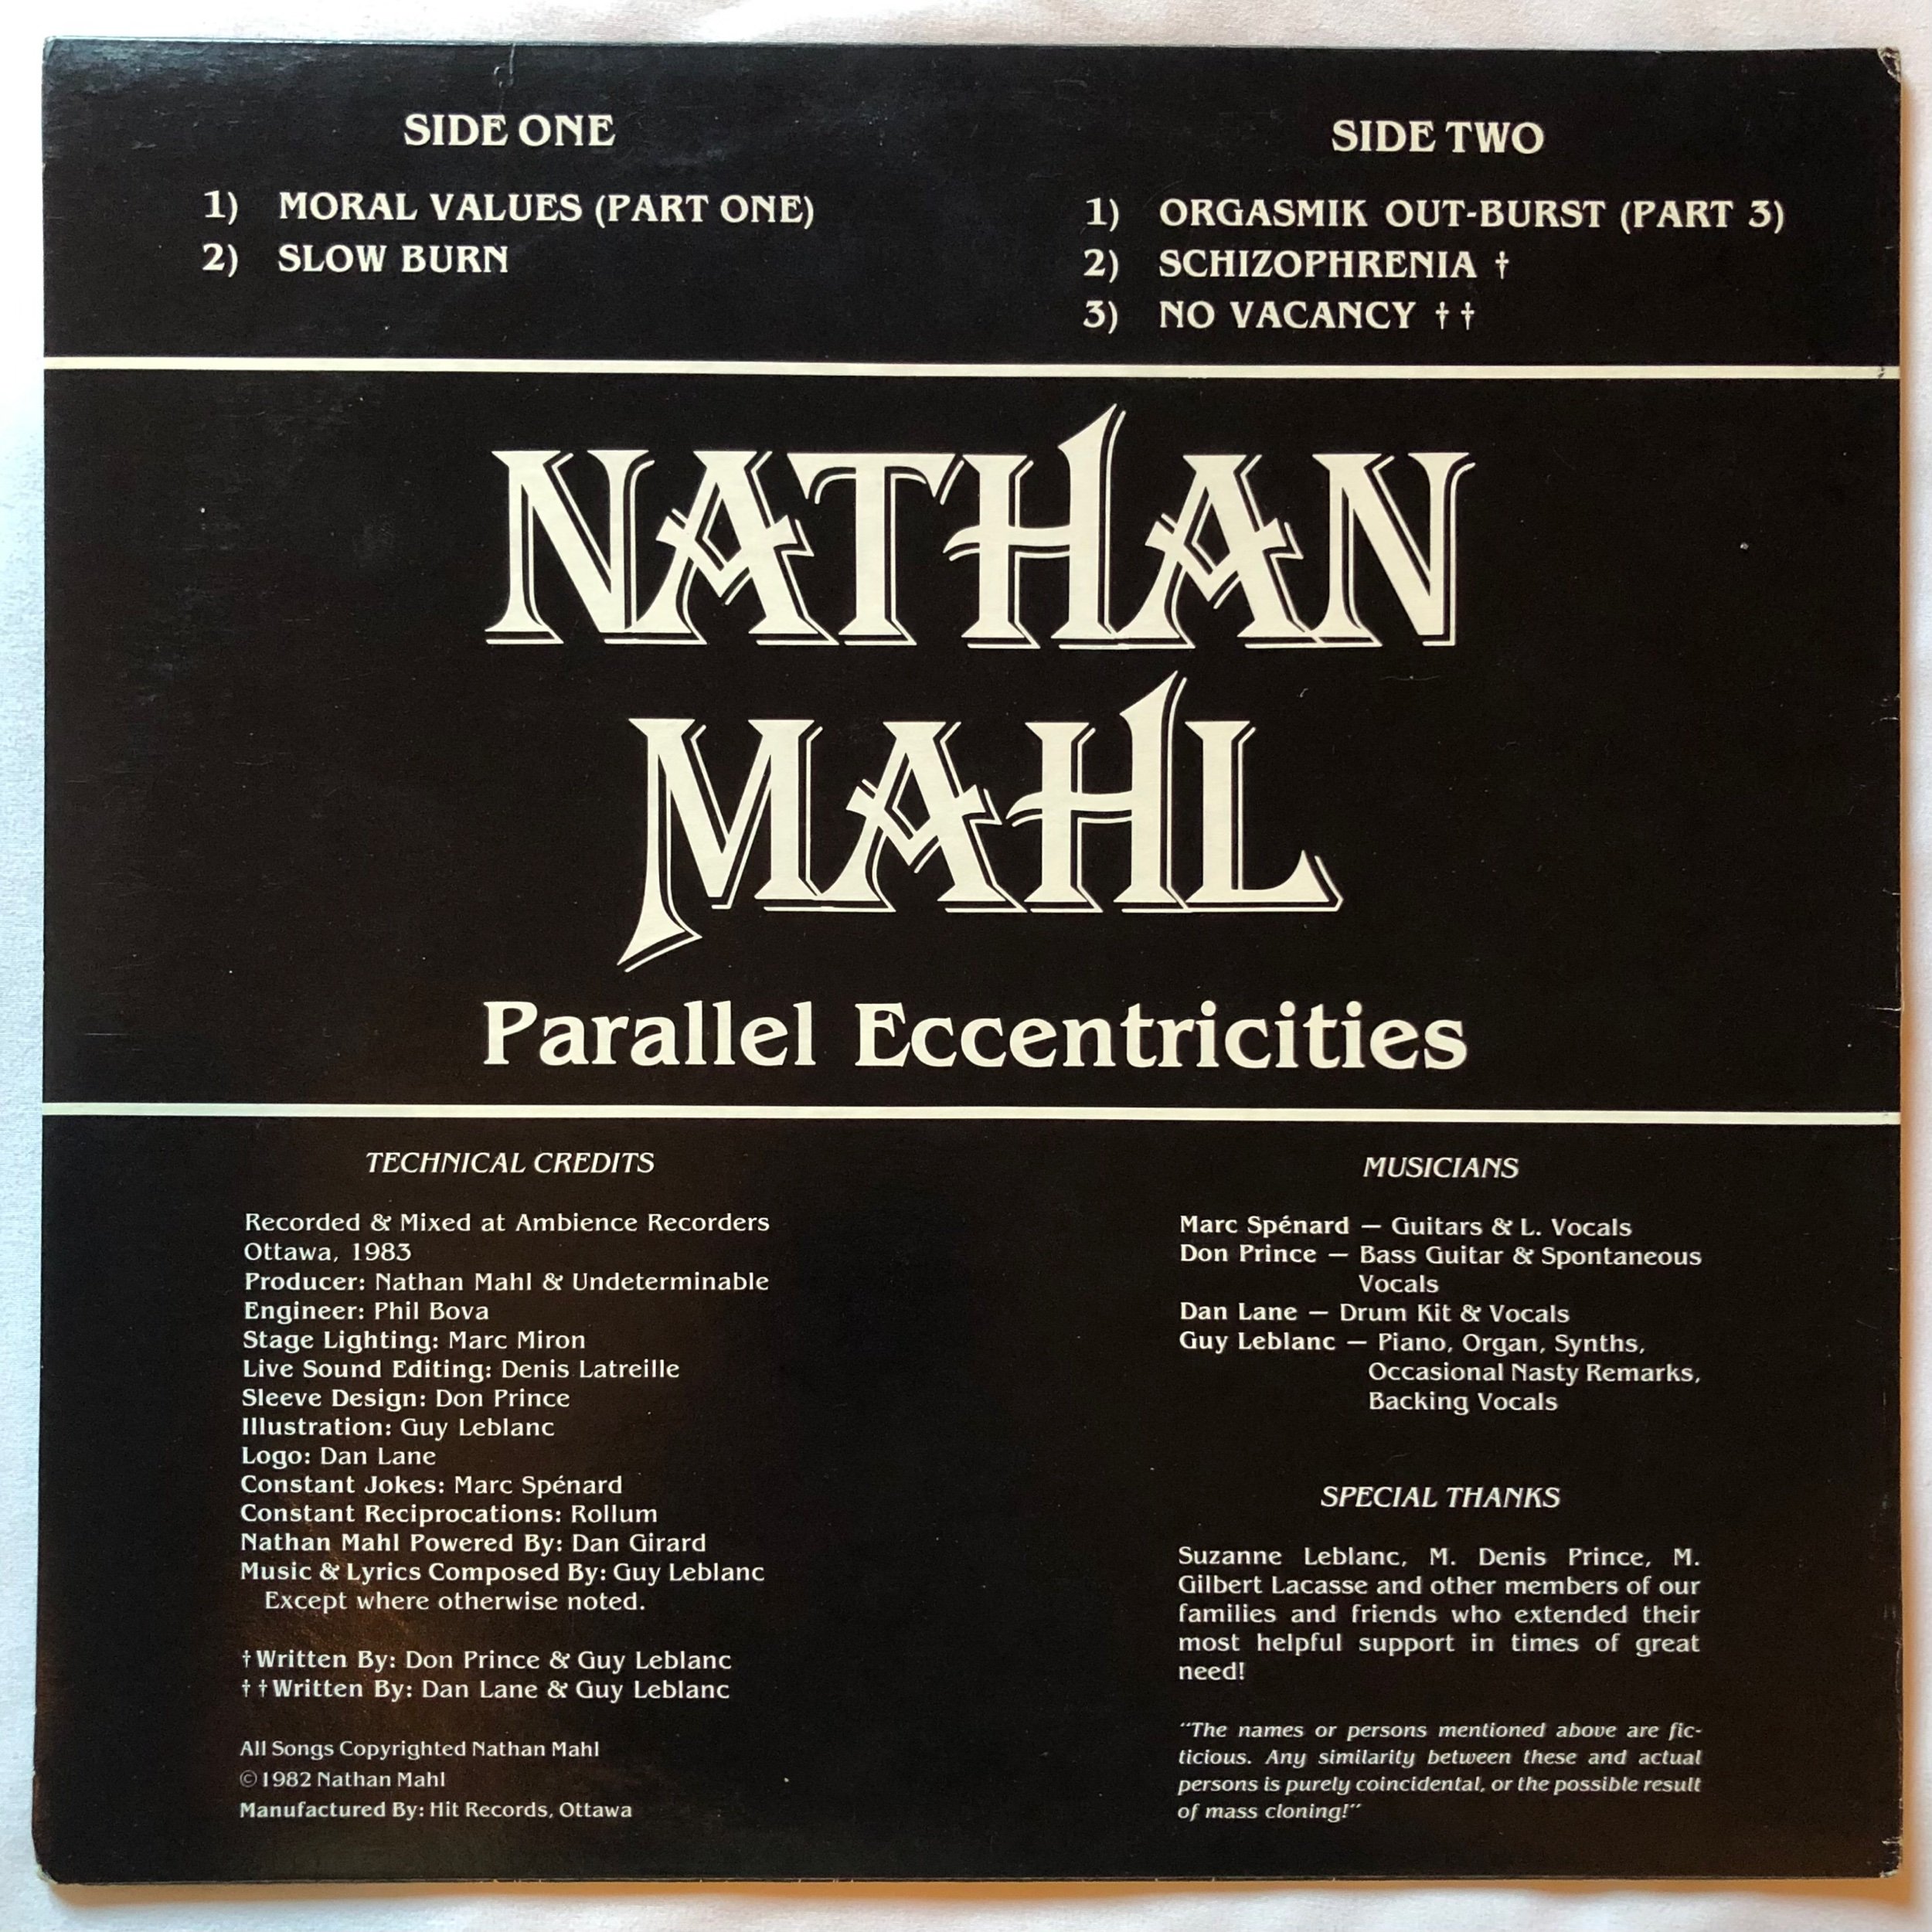 SIDE ONE
1) MORAL VALUES (PART ONE)
2) SLOW BURN
SIDE TWO
1) ORGASMIK OUT-BURST (PART 3)
2) SCHIZOPHRENIA †
3) NO VACANCY † †
NATHAN
MAHL
Parallel Eccentricities
TECHNICAL CREDITS
Recorded & Mixed at Ambience Recorders
Ottawa, 1983
Producer: Nathan Mahl & Undeterminable
Engineer: Phil Bova
Stage Lighting: Marc Miron
Live Sound Editing: Denis Latreille
Sleeve Design: Don Prince
Illustration: Guy Leblanc
Logo: Dan Lane
Constant Jokes: Marc Spénard
Constant Reciprocations: Rollum
Nathan Mahl Powered By: Dan Girard
Music & Lyrics Composed By: Guy Leblanc
Except where otherwise noted.
† Written By: Don Prince & Guy Leblanc
† † Written By: Dan Lane & Guy Leblanc
All Songs Copyrighted Nathan Mahl
©1982 Nathan Mahl
Manufactured By: Hit Records, Ottawa
MUSICIANS
Marc Spénard — Guitars & L. Vocals
Don Prince — Bass Guitar & Spontaneous
Vocals
Dan Lane — Drum Kit & Vocals
Guy Leblanc — Piano, Organ, Synths,
Occasional Nasty Remarks,
Backing Vocals
SPECIAL THANKS
Suzanne Leblanc, M. Denis Prince, M.
Gilbert Lacasse and other members of our
families and friends who extended their
most helpful support in times of great
need!
"The names or persons mentioned above are fic-
ticious. Any similarity between these and actual
persons is purely coincidental, or the possible result
of mass cloning!"